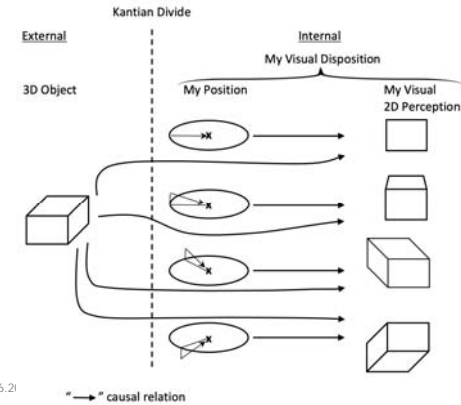 Kantian Divide
External
Internal
My Visual Disposition
3D Object
My Position
My Visual
2D Perception
x
x
x
x
"→" causal relation